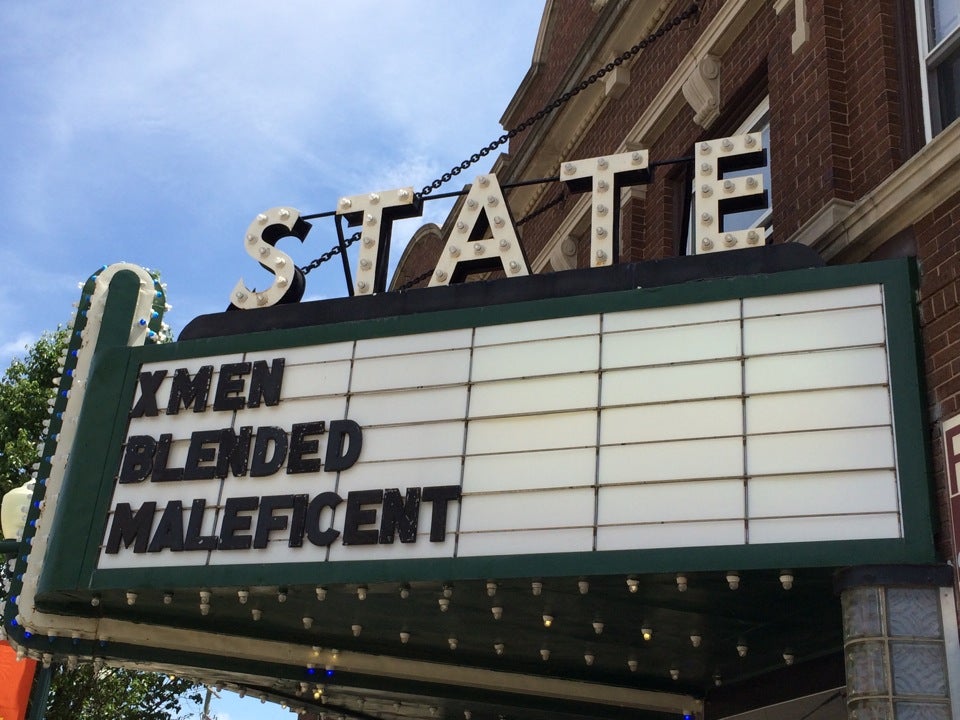 STATE
XMEN
BLENDED
MALEFICENT